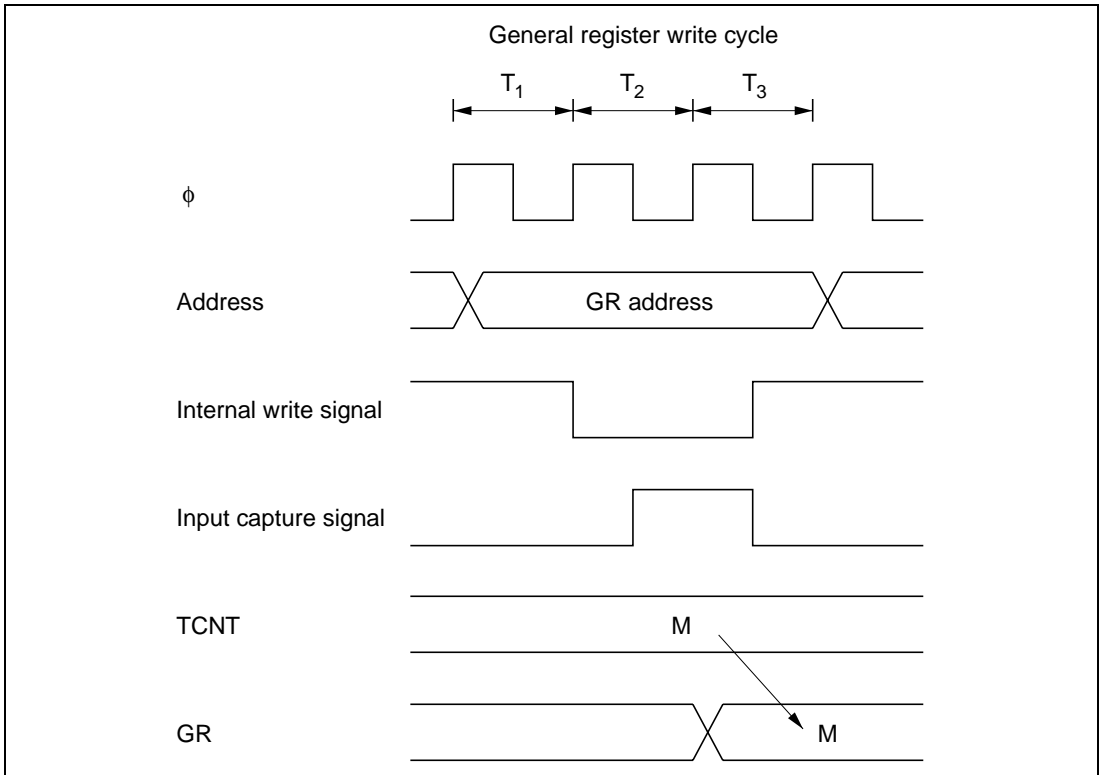 General register write cycle
T1 T2 T3
ϕ
Address GR address
Internal write signal
Input capture signal
TCNT M
GR M